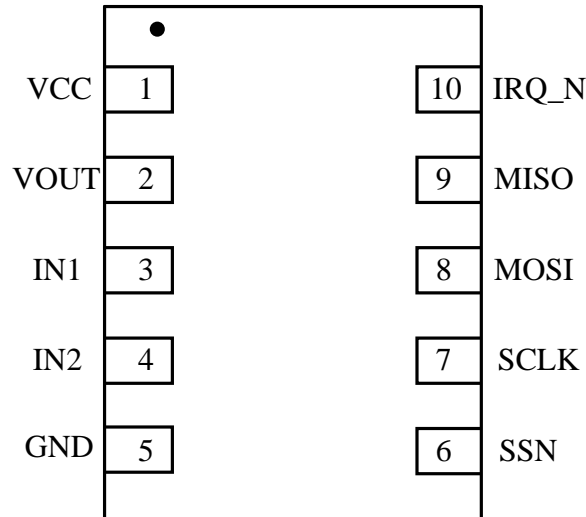 VCC 1 10 IRQ_N
VOUT 2 9 MISO
IN1 3 8 MOSI
IN2 4 7 SCLK
GND 5 6 SSN